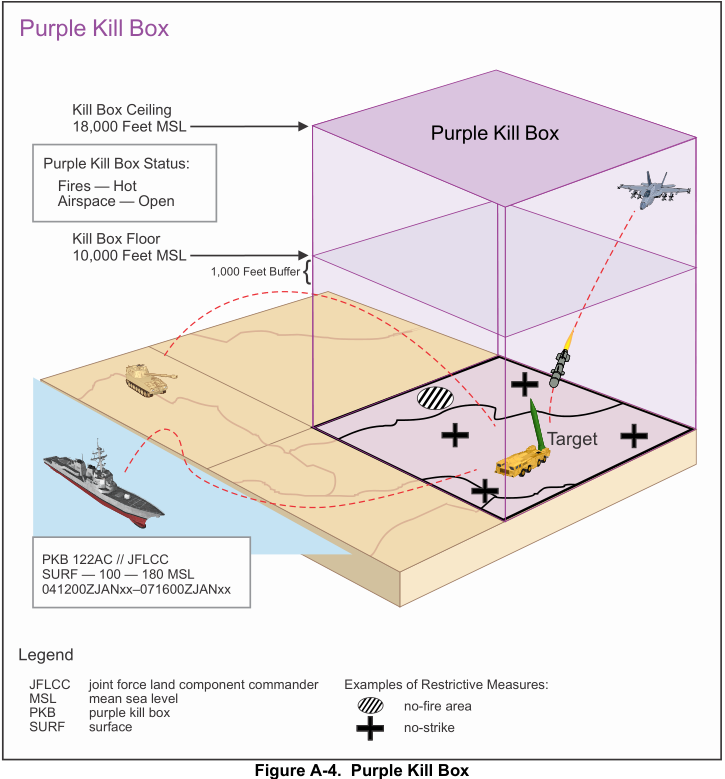 Purple Kill Box
Kill Box Ceiling
18,000 Feet MSL
Purple Kill Box
Purple Kill Box Status:
Fires — Hot
Airspace — Open
Kill Box Floor
10,000 Feet MSL
1,000 Feet Buffer
Target
PKB 122AC // JFLCC
SURF — 100 — 180 MSL
041200ZJANxx–071600ZJANxx
Legend
JFLCC joint force land component commander
MSL mean sea level
PKB purple kill box
SURF surface
Examples of Restrictive Measures:
no-fire area
no-strike
Figure A-4. Purple Kill Box